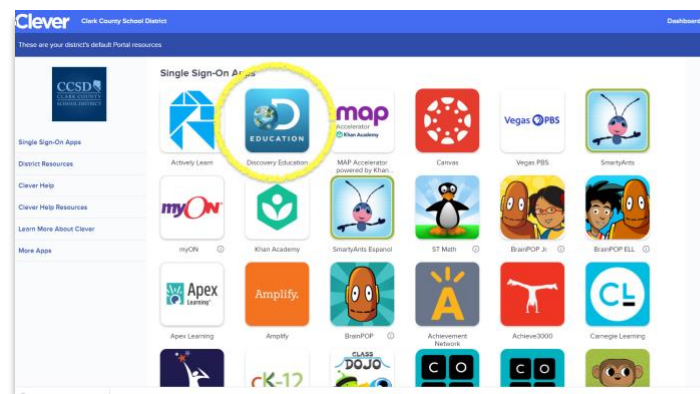 Clever
Clark County School District
Dashboard
These are your district's default Portal resources
CCSD
CLARK COUNTY
SCHOOL DISTRICT
Single Sign-On Apps
District Resources
Clever Help
Clever Help Resources
Learn More About Clever
More Apps
Single Sign-On Apps
EDUCATION
map
Accelerator
Khan Academy
Vegas PBS
Actively Learn
Discovery Education
MAP Accelerator
powered by Khan...
Canvas
Vegas PBS
SmartyAnts
myON
myON
Khan Academy
SmartyAnts Espanol
ST Math
BrainPOP Jr.
BrainPOP ELL
Apex
Learning
Amplify.
A
CL
Apex Learning
Amplify
BrainPOP
Achievement
Network
Achieve3000
Carnegie Learning
cK-12
CLASS
DOJO
C O
C O